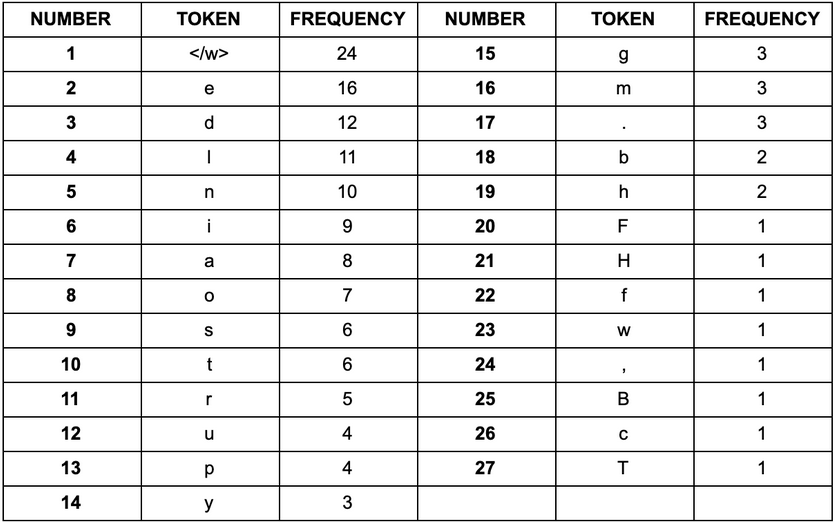 NUMBER TOKEN FREQUENCY NUMBER TOKEN FREQUENCY
1 </w> 24 15 g 3
2 e 16 16 m 3
3 d 12 17 . 3
4 l 11 18 b 2
5 n 10 19 h 2
6 i 9 20 F 1
7 a 8 21 H 1
8 o 7 22 f 1
9 s 6 23 w 1
10 t 6 24 , 1
11 r 5 25 B 1
12 u 4 26 c 1
13 p 4 27 T 1
14 y 3